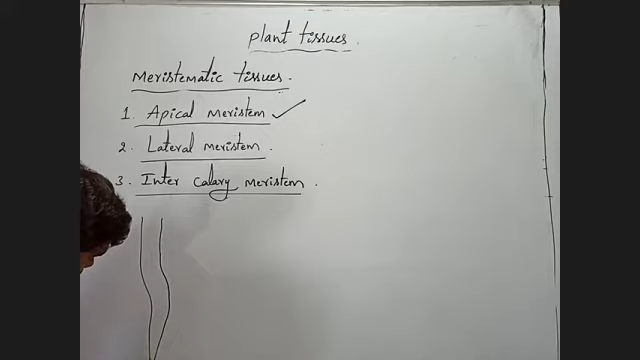 plant tissues.
Meristematic tissues.
1. Apical meristem ✓
2. Lateral meristem.
3. Inter calary meristem.